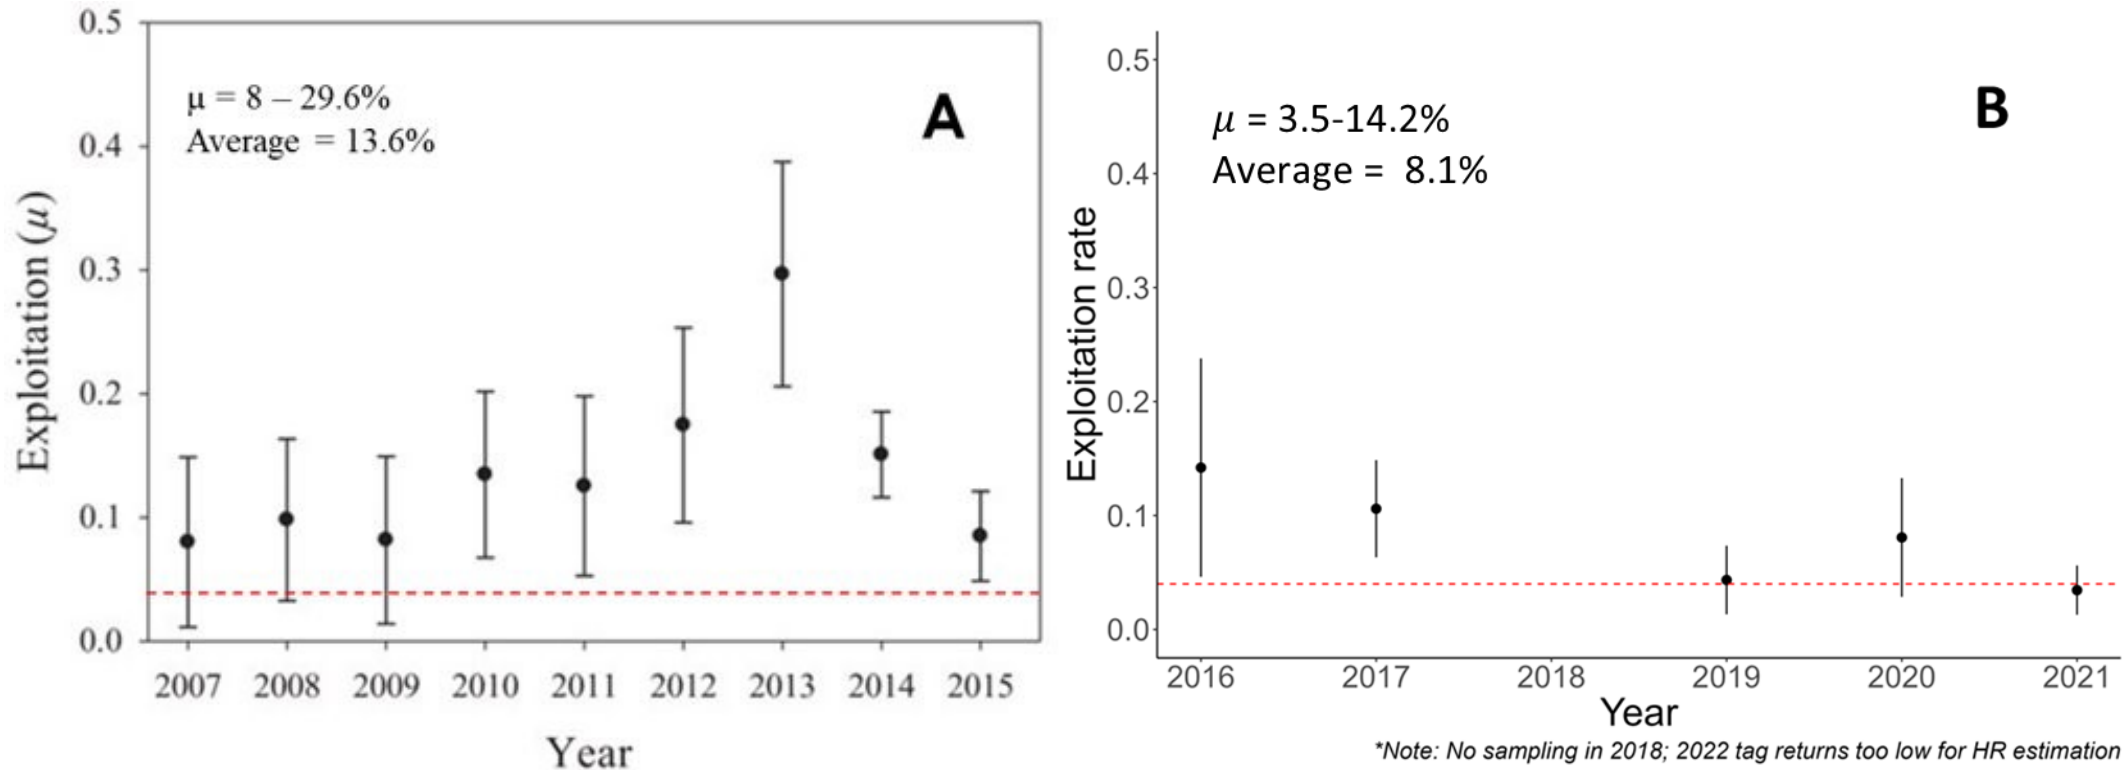 μ = 8 – 29.6%
Average = 13.6%
A
Exploitation (μ)
0.5
0.4
0.3
0.2
0.1
0.0
2007 2008 2009 2010 2011 2012 2013 2014 2015
Year
μ = 3.5-14.2%
Average = 8.1%
B
Exploitation rate
0.5
0.4
0.3
0.2
0.1
0.0
2016 2017 2018 2019 2020 2021
Year
*Note: No sampling in 2018; 2022 tag returns too low for HR estimation